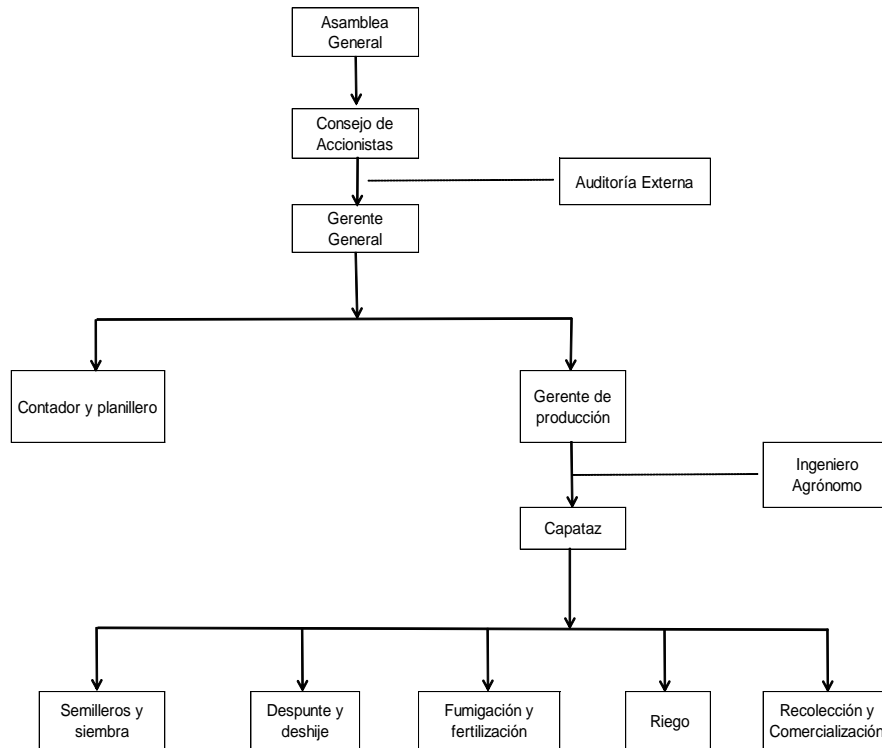 Asamblea
General
Consejo de
Accionistas
Auditoría Externa
Gerente
General
Contador y planillero
Gerente de
producción
Ingeniero
Agrónomo
Capataz
Semilleros y
siembra
Despunte y
deshije
Fumigación y
fertilización
Riego
Recolección y
Comercialización